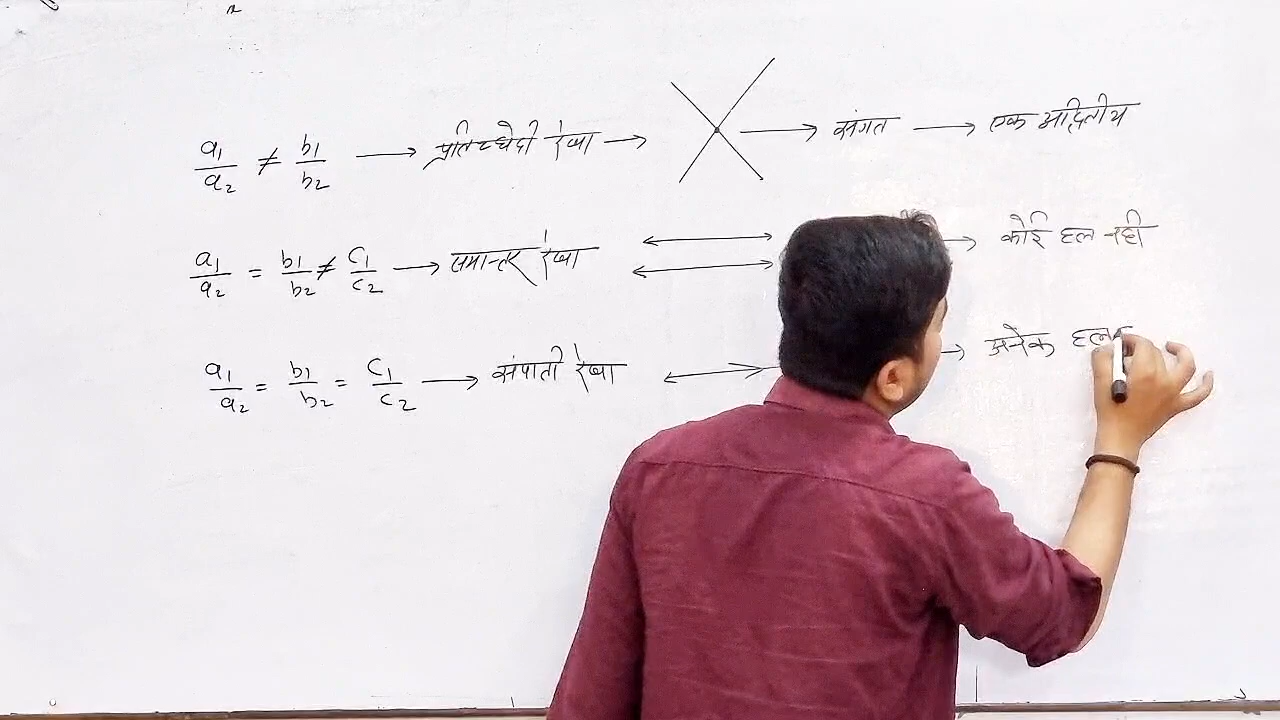 a₁/a₂ ≠ b₁/b₂ → प्रतिच्छेदी रेखा → → संगत → एक अद्वितीय
a₁/a₂ = b₁/b₂ ≠ c₁/c₂ → समान्तर रेखा → कोई हल नही
a₁/a₂ = b₁/b₂ = c₁/c₂ → संपाती रेखा → अनेक हल